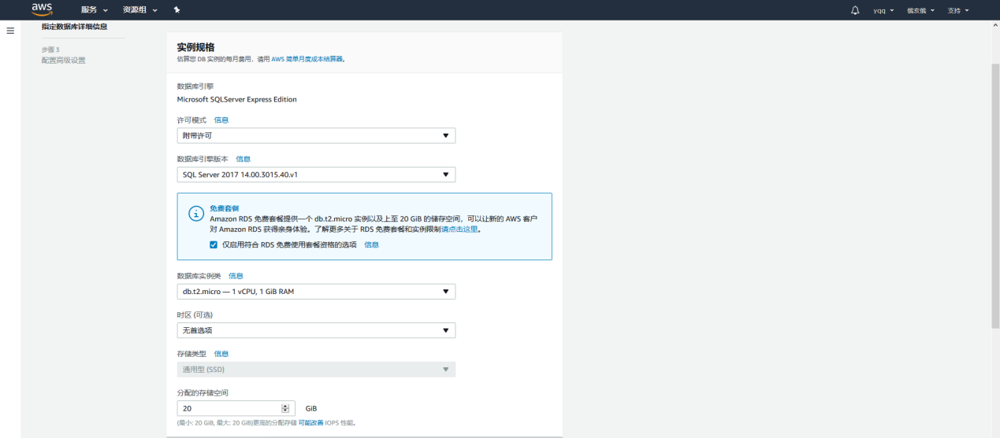 aws 服务 资源组 yqq 俄亥俄 支持
指定数据库详细信息
步骤 3
配置高级设置
实例规格
估算您 DB 实例的每月费用，请用 AWS 简单月度成本结算器。
数据库引擎
Microsoft SQLServer Express Edition
许可模式 信息
附带许可
数据库引擎版本 信息
SQL Server 2017 14.00.3015.40.v1
免费套餐
Amazon RDS 免费套餐提供一个 db.t2.micro 实例以及上至 20 GiB 的储存空间，可以让新的 AWS 客户
对 Amazon RDS 获得亲身体验。了解更多关于 RDS 免费套餐和实例限制请点击这里。
仅启用符合 RDS 免费使用套餐资格的选项 信息
数据库实例类 信息
db.t2.micro — 1 vCPU, 1 GiB RAM
时区 (可选)
无首选项
存储类型 信息
通用型 (SSD)
分配的存储空间
20 GiB
(最小: 20 GiB, 最大: 20 GiB)更高的分配存储 可能改善 IOPS 性能。